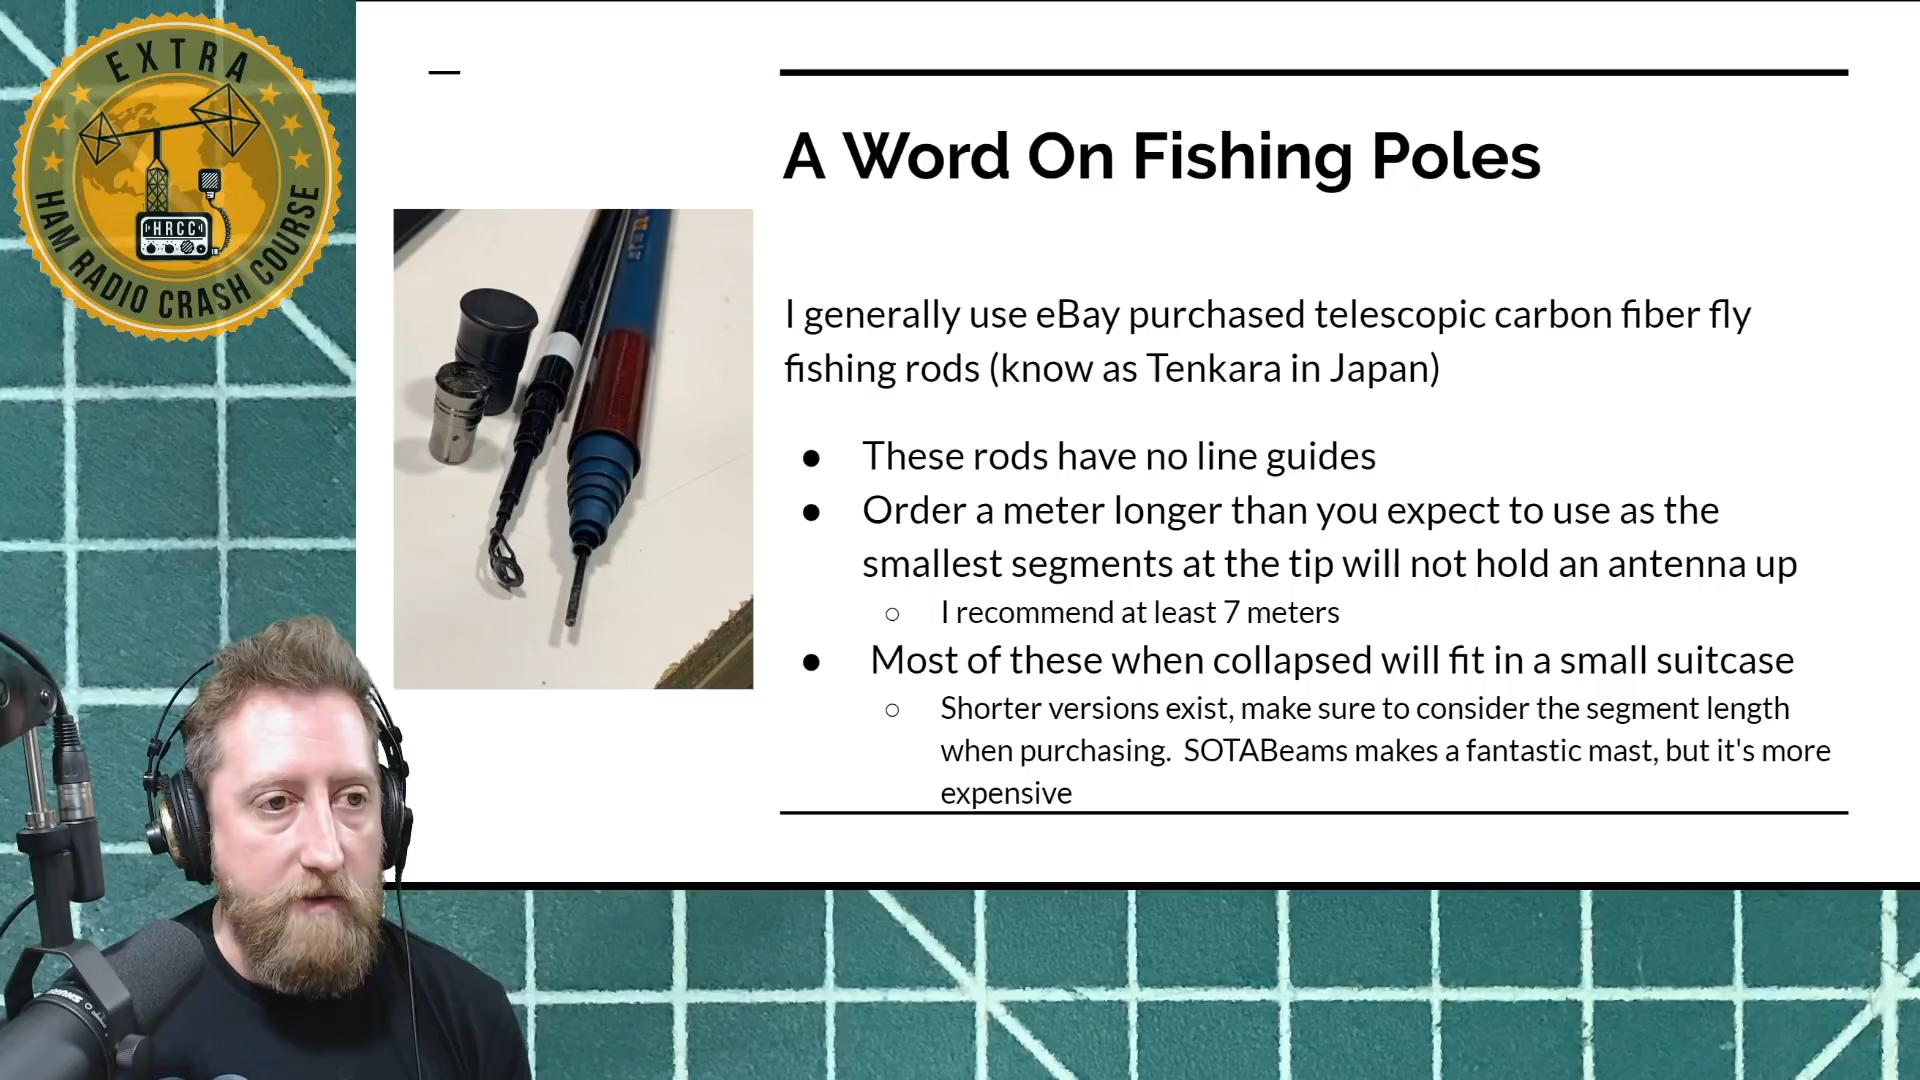 EXTRA
HRCC
HAM RADIO CRASH COURSE
A Word On Fishing Poles
I generally use eBay purchased telescopic carbon fiber fly
fishing rods (know as Tenkara in Japan)
● These rods have no line guides
● Order a meter longer than you expect to use as the
smallest segments at the tip will not hold an antenna up
○ I recommend at least 7 meters
● Most of these when collapsed will fit in a small suitcase
○ Shorter versions exist, make sure to consider the segment length
when purchasing. SOTABeams makes a fantastic mast, but it's more
expensive
SHURE